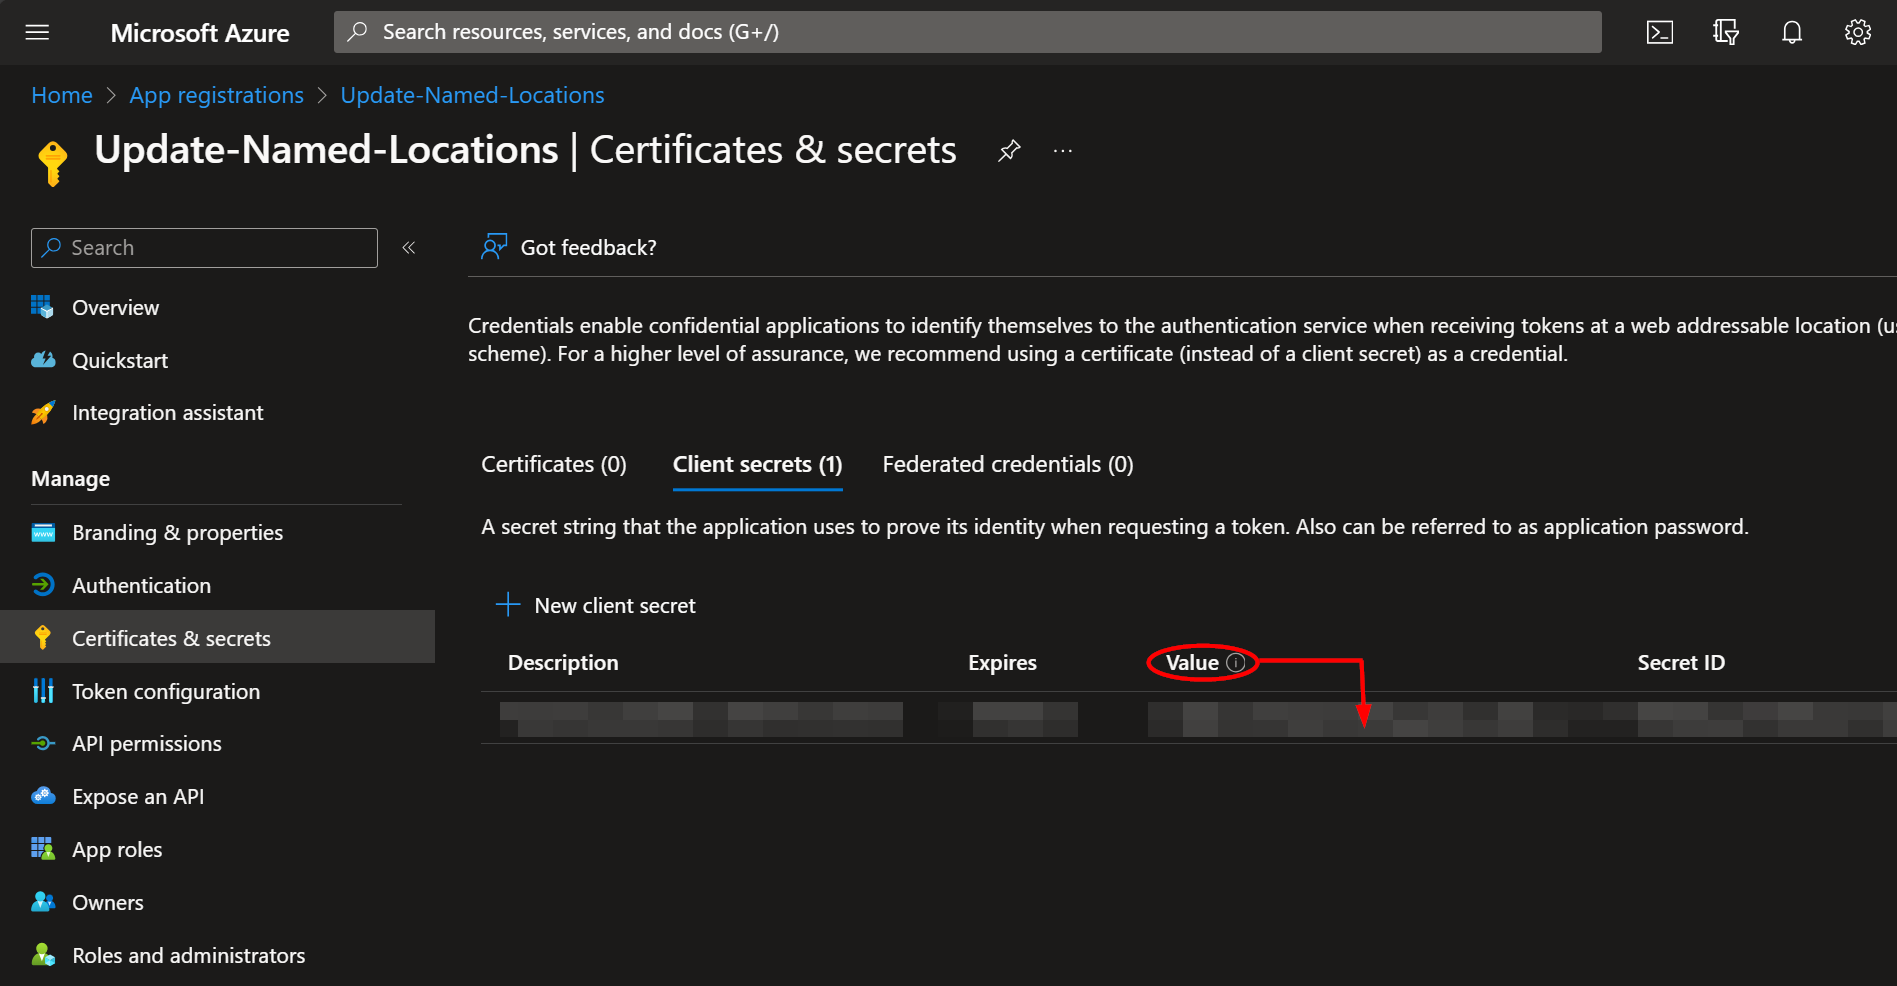 Microsoft Azure
Search resources, services, and docs (G+/)
Home > App registrations > Update-Named-Locations
Update-Named-Locations | Certificates & secrets
...
Search
«
Overview
Quickstart
Integration assistant
Manage
Branding & properties
Authentication
Certificates & secrets
Token configuration
API permissions
Expose an API
App roles
Owners
Roles and administrators
Got feedback?
Credentials enable confidential applications to identify themselves to the authentication service when receiving tokens at a web addressable location (
scheme). For a higher level of assurance, we recommend using a certificate (instead of a client secret) as a credential.
Certificates (0) Client secrets (1) Federated credentials (0)
A secret string that the application uses to prove its identity when requesting a token. Also can be referred to as application password.
New client secret
Description Expires Value Secret ID